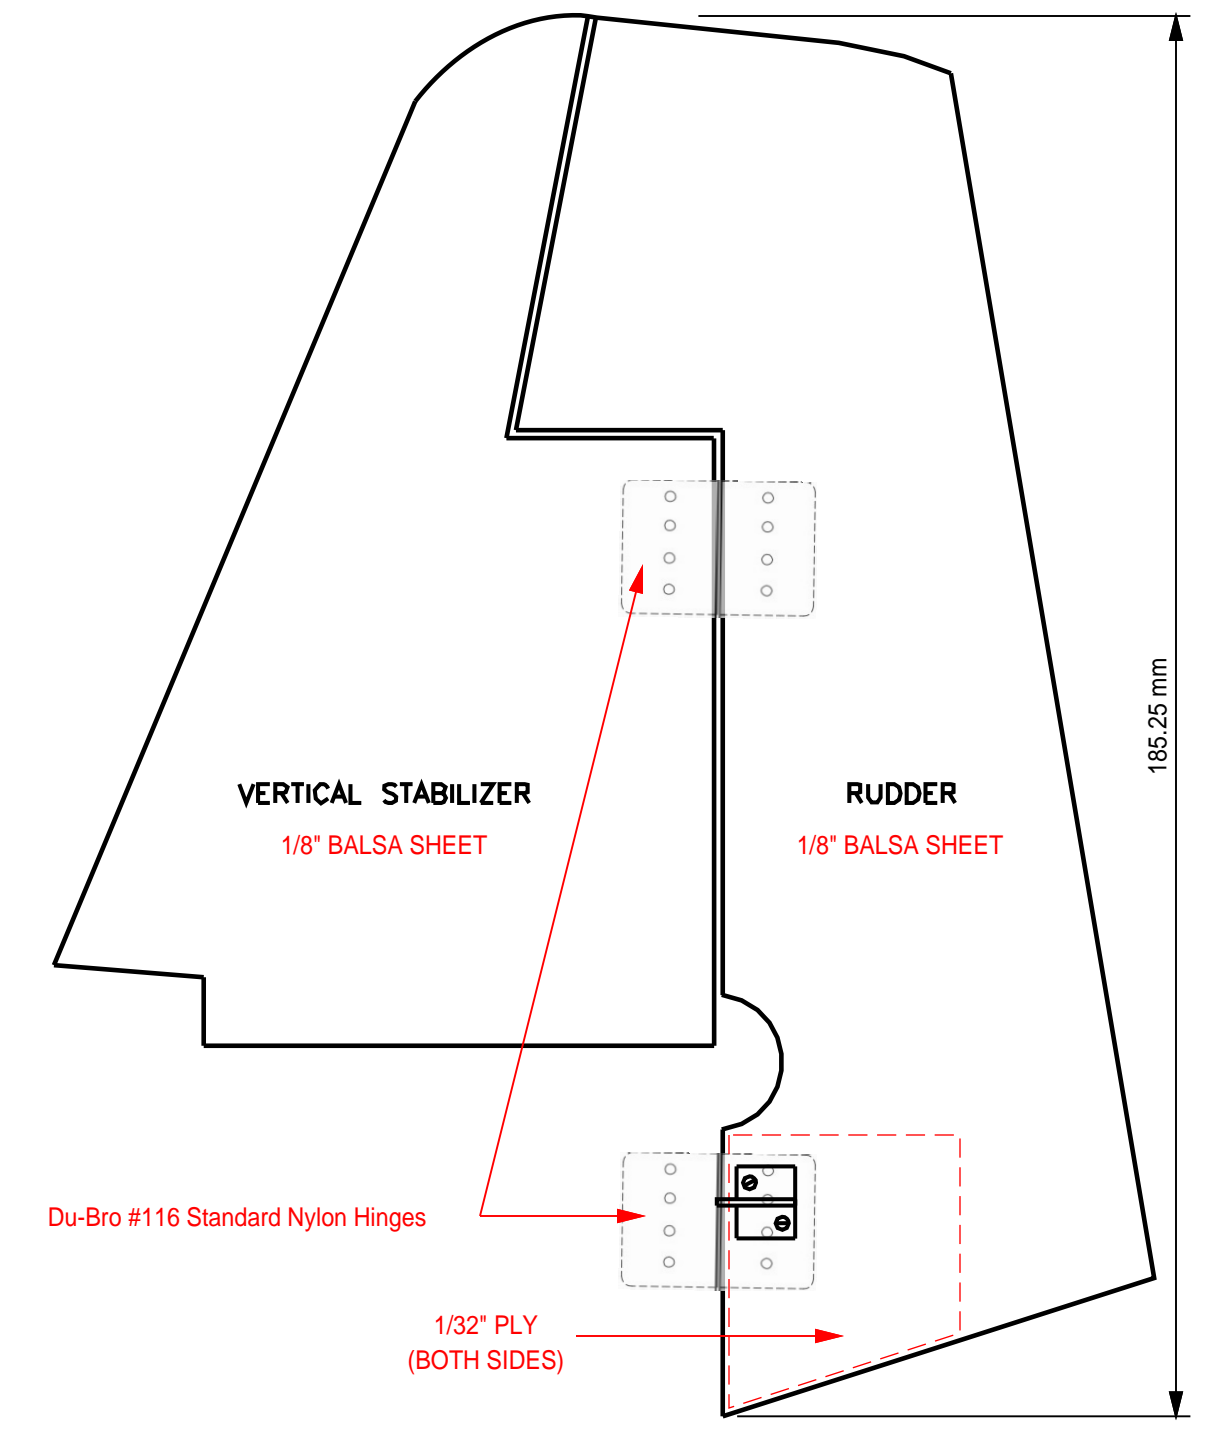 185.25 mm
VERTICAL STABILIZER
1/8" BALSA SHEET
RUDDER
1/8" BALSA SHEET
Du-Bro #116 Standard Nylon Hinges
1/32" PLY
(BOTH SIDES)